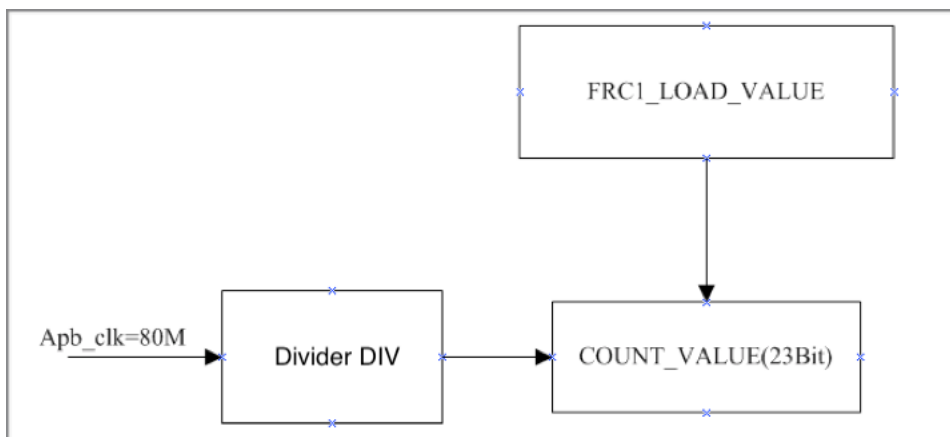 FRC1_LOAD_VALUE
Apb_clk=80M
Divider DIV
COUNT_VALUE(23Bit)